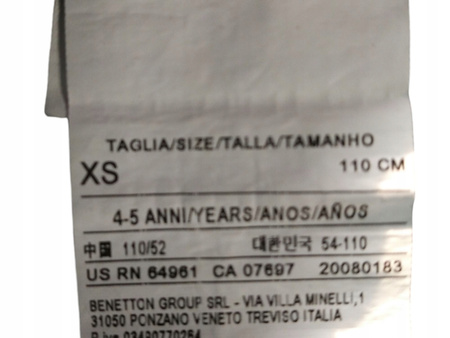 TAGLIA/SIZE/TALLA/TAMANHO
XS 110 CM
4-5 ANNI/YEARS/ANOS/AÑOS
中国 110/52 대한민국 54-110
US RN 64961 CA 07697 20080183
BENETTON GROUP SRL - VIA VILLA MINELLI,1
31050 PONZANO VENETO TREVISO ITALIA
P.Iva 03490770264